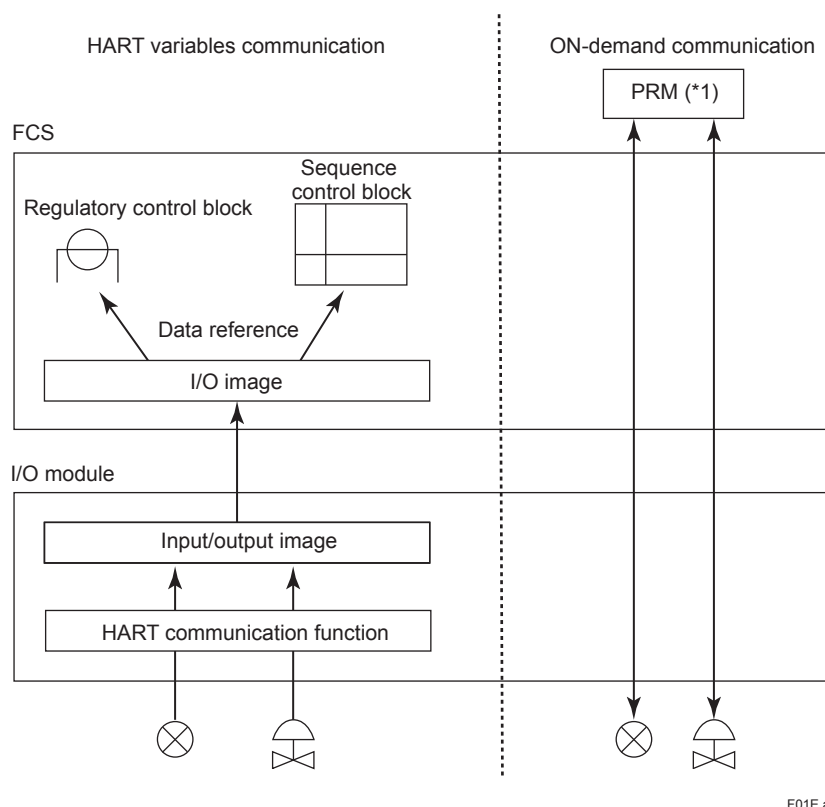 HART variables communication
ON-demand communication
PRM (*1)
FCS
Sequence
control block
Regulatory control block
Data reference
I/O image
I/O module
Input/output image
HART communication function